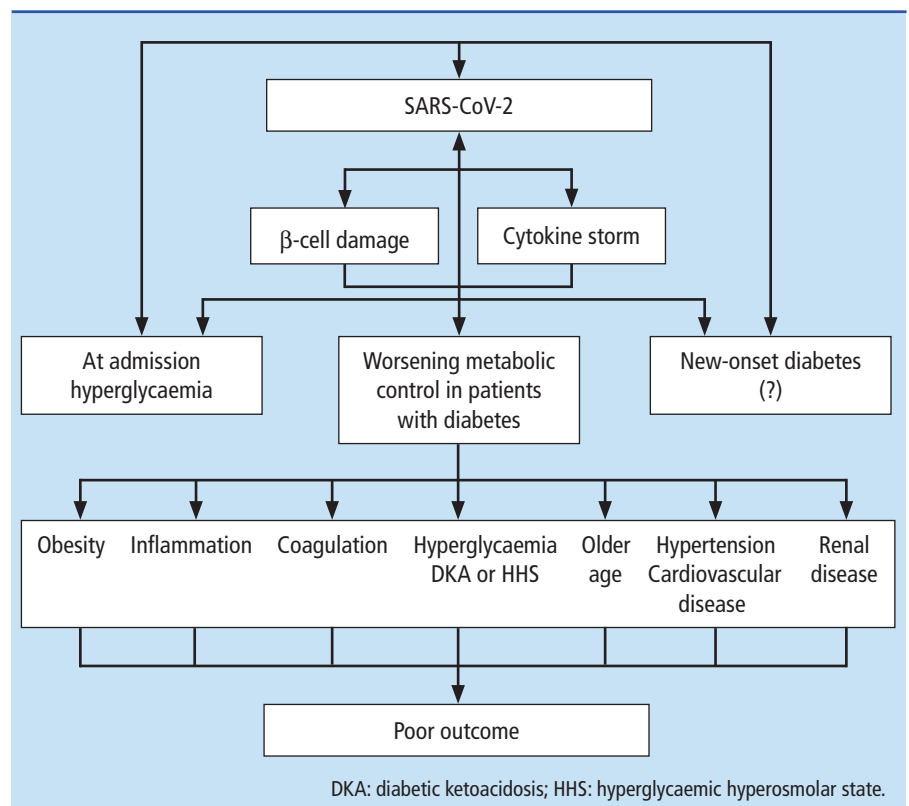 SARS-CoV-2
β-cell damage
Cytokine storm
At admission
hyperglycaemia
Worsening metabolic
control in patients
with diabetes
New-onset diabetes
(?)
Obesity
Inflammation
Coagulation
Hyperglycaemia
DKA or HHS
Older
age
Hypertension
Cardiovascular
disease
Renal
disease
Poor outcome
DKA: diabetic ketoacidosis; HHS: hyperglycaemic hyperosmolar state.